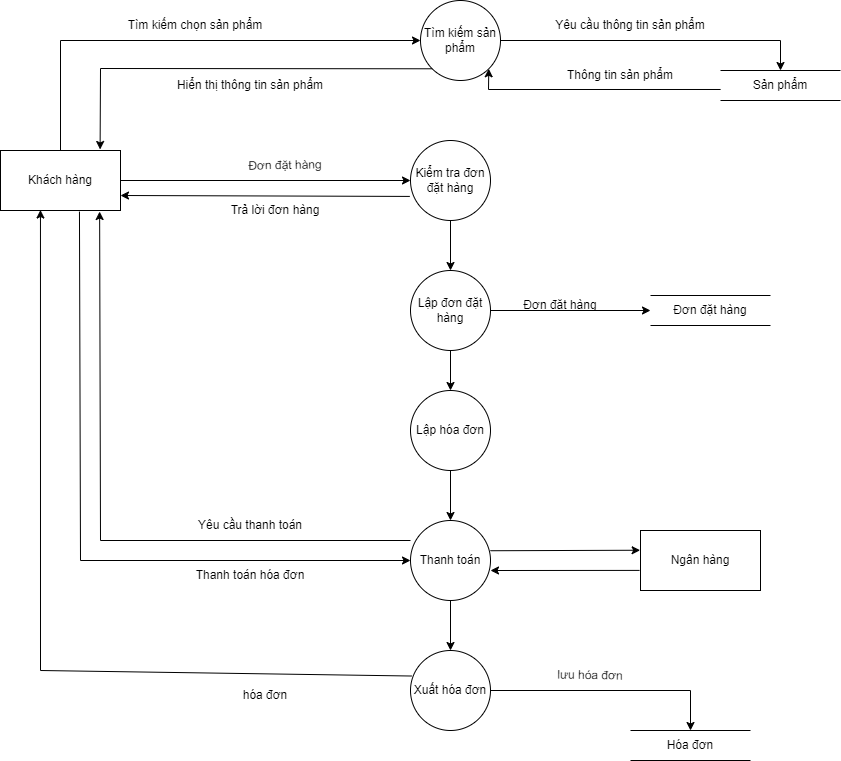 Tìm kiếm chọn sản phẩm
Tìm kiếm sản
phẩm
Yêu cầu thông tin sản phẩm
Hiển thị thông tin sản phẩm
Thông tin sản phẩm
Sản phẩm
Khách hàng
Đơn đặt hàng
Kiểm tra đơn
đặt hàng
Trả lời đơn hàng
Lập đơn đặt
hàng
Đơn đặt hàng
Đơn đặt hàng
Lập hóa đơn
Yêu cầu thanh toán
Thanh toán
Ngân hàng
Thanh toán hóa đơn
Xuất hóa đơn
lưu hóa đơn
hóa đơn
Hóa đơn